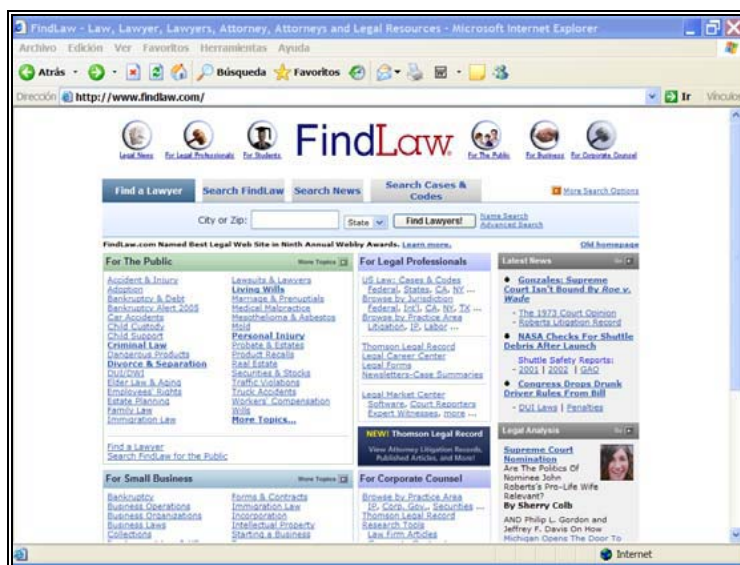 FindLaw - Law, Lawyer, Lawyers, Attorney, Attorneys and Legal Resources - Microsoft Internet Explorer
Archivo Edición Ver Favoritos Herramientas Ayuda
Atrás Búsqueda Favoritos
Dirección http://www.findlaw.com/ Ir Vínculos
Legal News For Legal Professionals For Students FindLaw For The Public For Business For Corporate Counsel
Find a Lawyer Search FindLaw Search News Search Cases & Codes More Search Options
City or Zip: State Find Lawyers! Name Search
Advanced Search
FindLaw.com Named Best Legal Web Site in Ninth Annual Webby Awards. Learn more. Old homepage
For The Public More Topics
Accident & Injury
Adoption
Bankruptcy & Debt
Bankruptcy Alert 2005
Car Accidents
Child Custody
Child Support
Criminal Law
Dangerous Products
Divorce & Separation
DUI/DWI
Elder Law & Aging
Employees' Rights
Estate Planning
Family Law
Immigration Law
Lawsuits & Lawyers
Living Wills
Marriage & Prenuptials
Medical Malpractice
Mesothelioma & Asbestos
Mold
Personal Injury
Probate & Estates
Product Recalls
Real Estate
Securities & Stocks
Traffic Violations
Truck Accidents
Workers' Compensation
Wills
More Topics...
Find a Lawyer
Search FindLaw for the Public
For Legal Professionals
US Law: Cases & Codes
Federal, States, CA, NY ...
Browse by Jurisdiction
Federal, Int'l, CA, NY, TX ...
Browse by Practice Area
Litigation, IP, Labor ...
Thomson Legal Record
Legal Career Center
Legal Forms
Newsletters-Case Summaries
Legal Market Center
Software, Court Reporters
Expert Witnesses, more ...
NEW! Thomson Legal Record
View Attorney Litigation Records,
Published Articles, and More!
Latest News Go
Gonzales: Supreme
Court Isn't Bound By Roe v.
Wade
- The 1973 Court Opinion
- Roberts Litigation Record
NASA Checks For Shuttle
Debris After Launch
Shuttle Safety Reports:
- 2001 | 2002 | GAO
Congress Drops Drunk
Driver Rules From Bill
- DUI Laws | Penalties
Legal Analysis Go
Supreme Court
Nomination
Are The Politics Of
Nominee John
Roberts's Pro-Life Wife
Relevant?
By Sherry Colb
AND Philip L. Gordon and
Jeffrey F. Davis On How
Michigan Opens The Door To
For Small Business More Topics
Bankruptcy
Business Operations
Business Organizations
Business Laws
Collections
Forms & Contracts
Immigration Law
Incorporation
Intellectual Property
Starting a Business
For Corporate Counsel
Browse by Practice Area
IP, Corp. Gov., Securities ...
Thomson Legal Record
Research Tools
Law Firm Articles
Internet